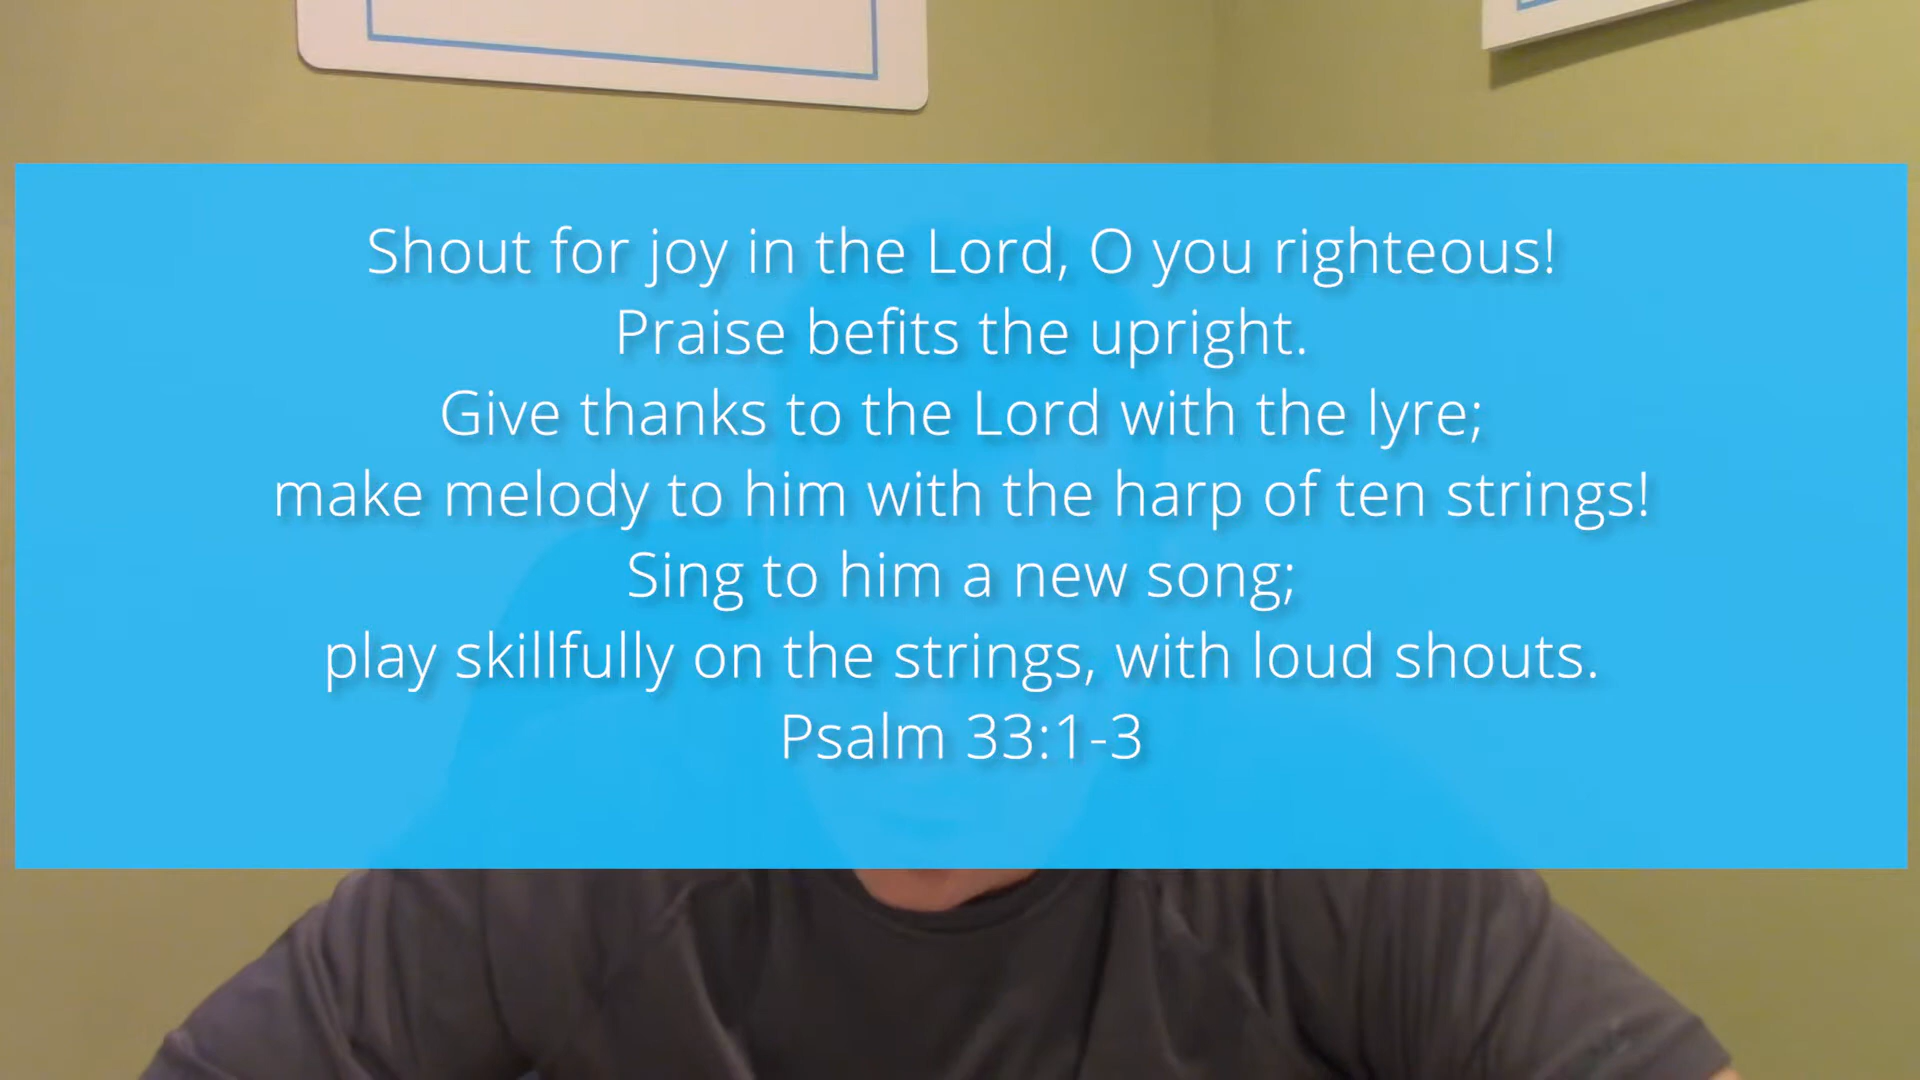 Shout for joy in the Lord, O you righteous!
Praise befits the upright.
Give thanks to the Lord with the lyre;
make melody to him with the harp of ten strings!
Sing to him a new song;
play skillfully on the strings, with loud shouts.
Psalm 33:1-3